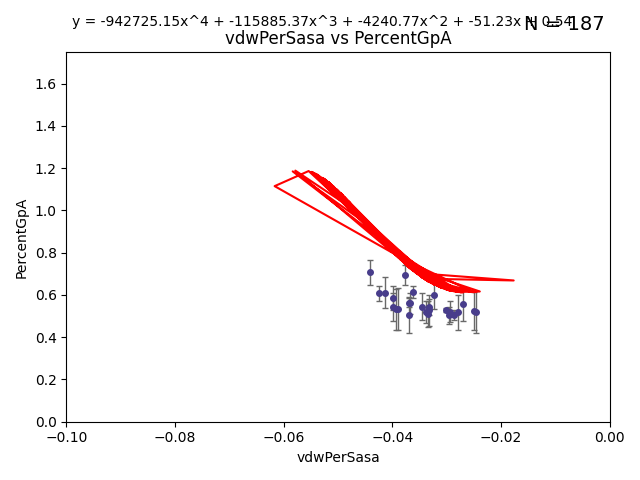 y = -942725.15x^4 + -115885.37x^3 + -4240.77x^2 + -51.23x + 0.54
N = 187
vdwPerSasa vs PercentGpA
PercentGpA
1.6
1.4
1.2
1.0
0.8
0.6
0.4
0.2
0.0
−0.10 −0.08 −0.06 −0.04 −0.02 0.00
vdwPerSasa